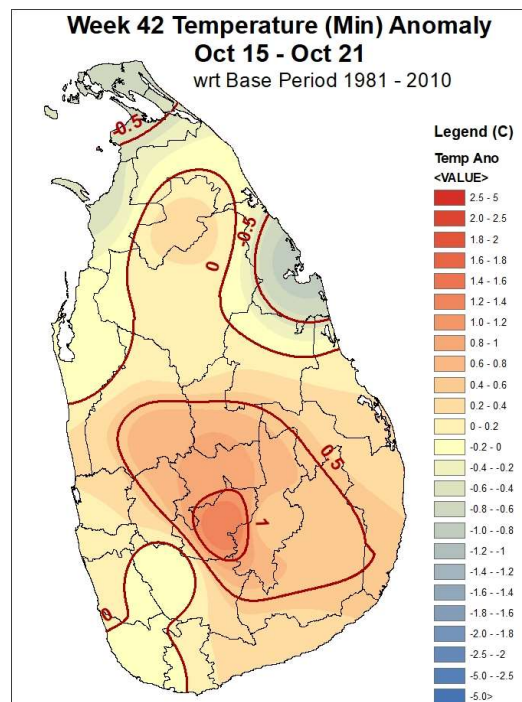 Week 42 Temperature (Min) Anomaly
Oct 15 - Oct 21
wrt Base Period 1981 - 2010
-0.5
-0.5
0
0.5
1
0
Legend (C)
Temp Ano
<VALUE>
2.5 - 5
2.0 - 2.5
1.8 - 2
1.6 - 1.8
1.4 - 1.6
1.2 - 1.4
1.0 - 1.2
0.8 - 1
0.6 - 0.8
0.4 - 0.6
0.2 - 0.4
0 - 0.2
-0.2 - 0
-0.4 - -0.2
-0.6 - -0.4
-0.8 - -0.6
-1.0 - -0.8
-1.2 - -1
-1.4 - -1.2
-1.6 - -1.4
-1.8 - -1.6
-2.0 - -1.8
-2.5 - -2
-5.0 - -2.5
-5.0>